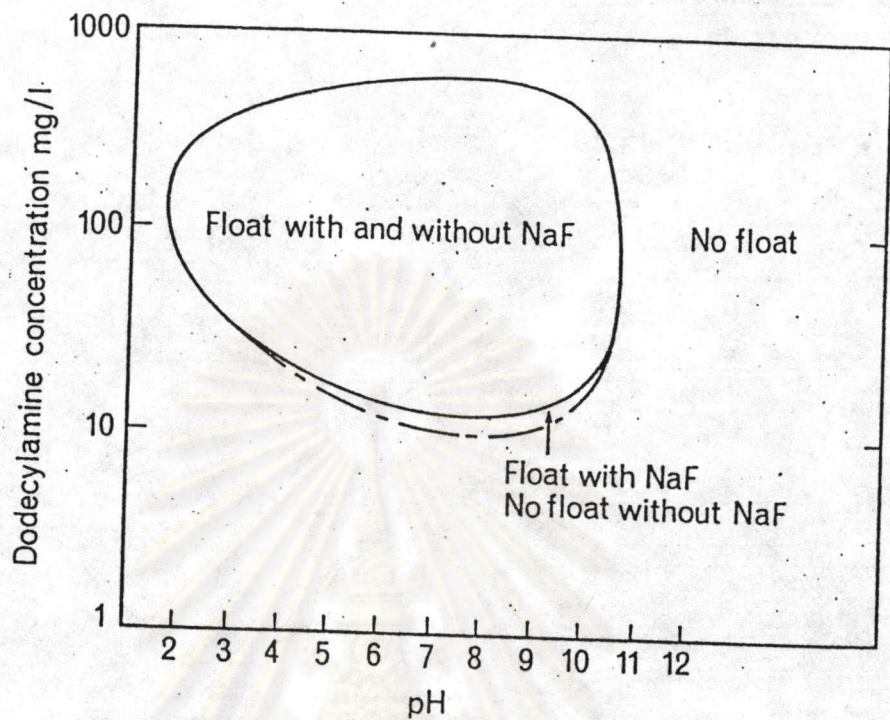 1000
100
10
1
Dodecylamine concentration mg/l
Float with and without NaF
No float
Float with NaF
No float without NaF
2 3 4 5 6 7 8 9 10 11 12
pH